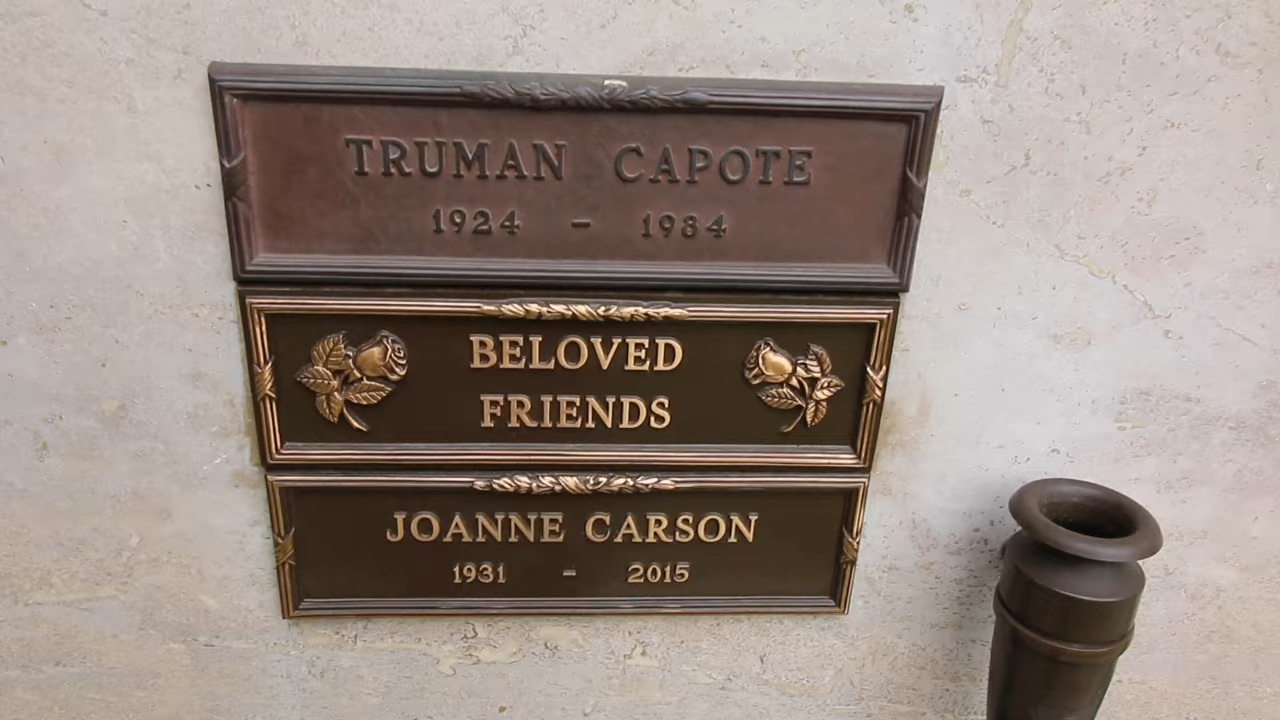 TRUMAN CAPOTE
1924 - 1984
BELOVED
FRIENDS
JOANNE CARSON
1931 - 2015